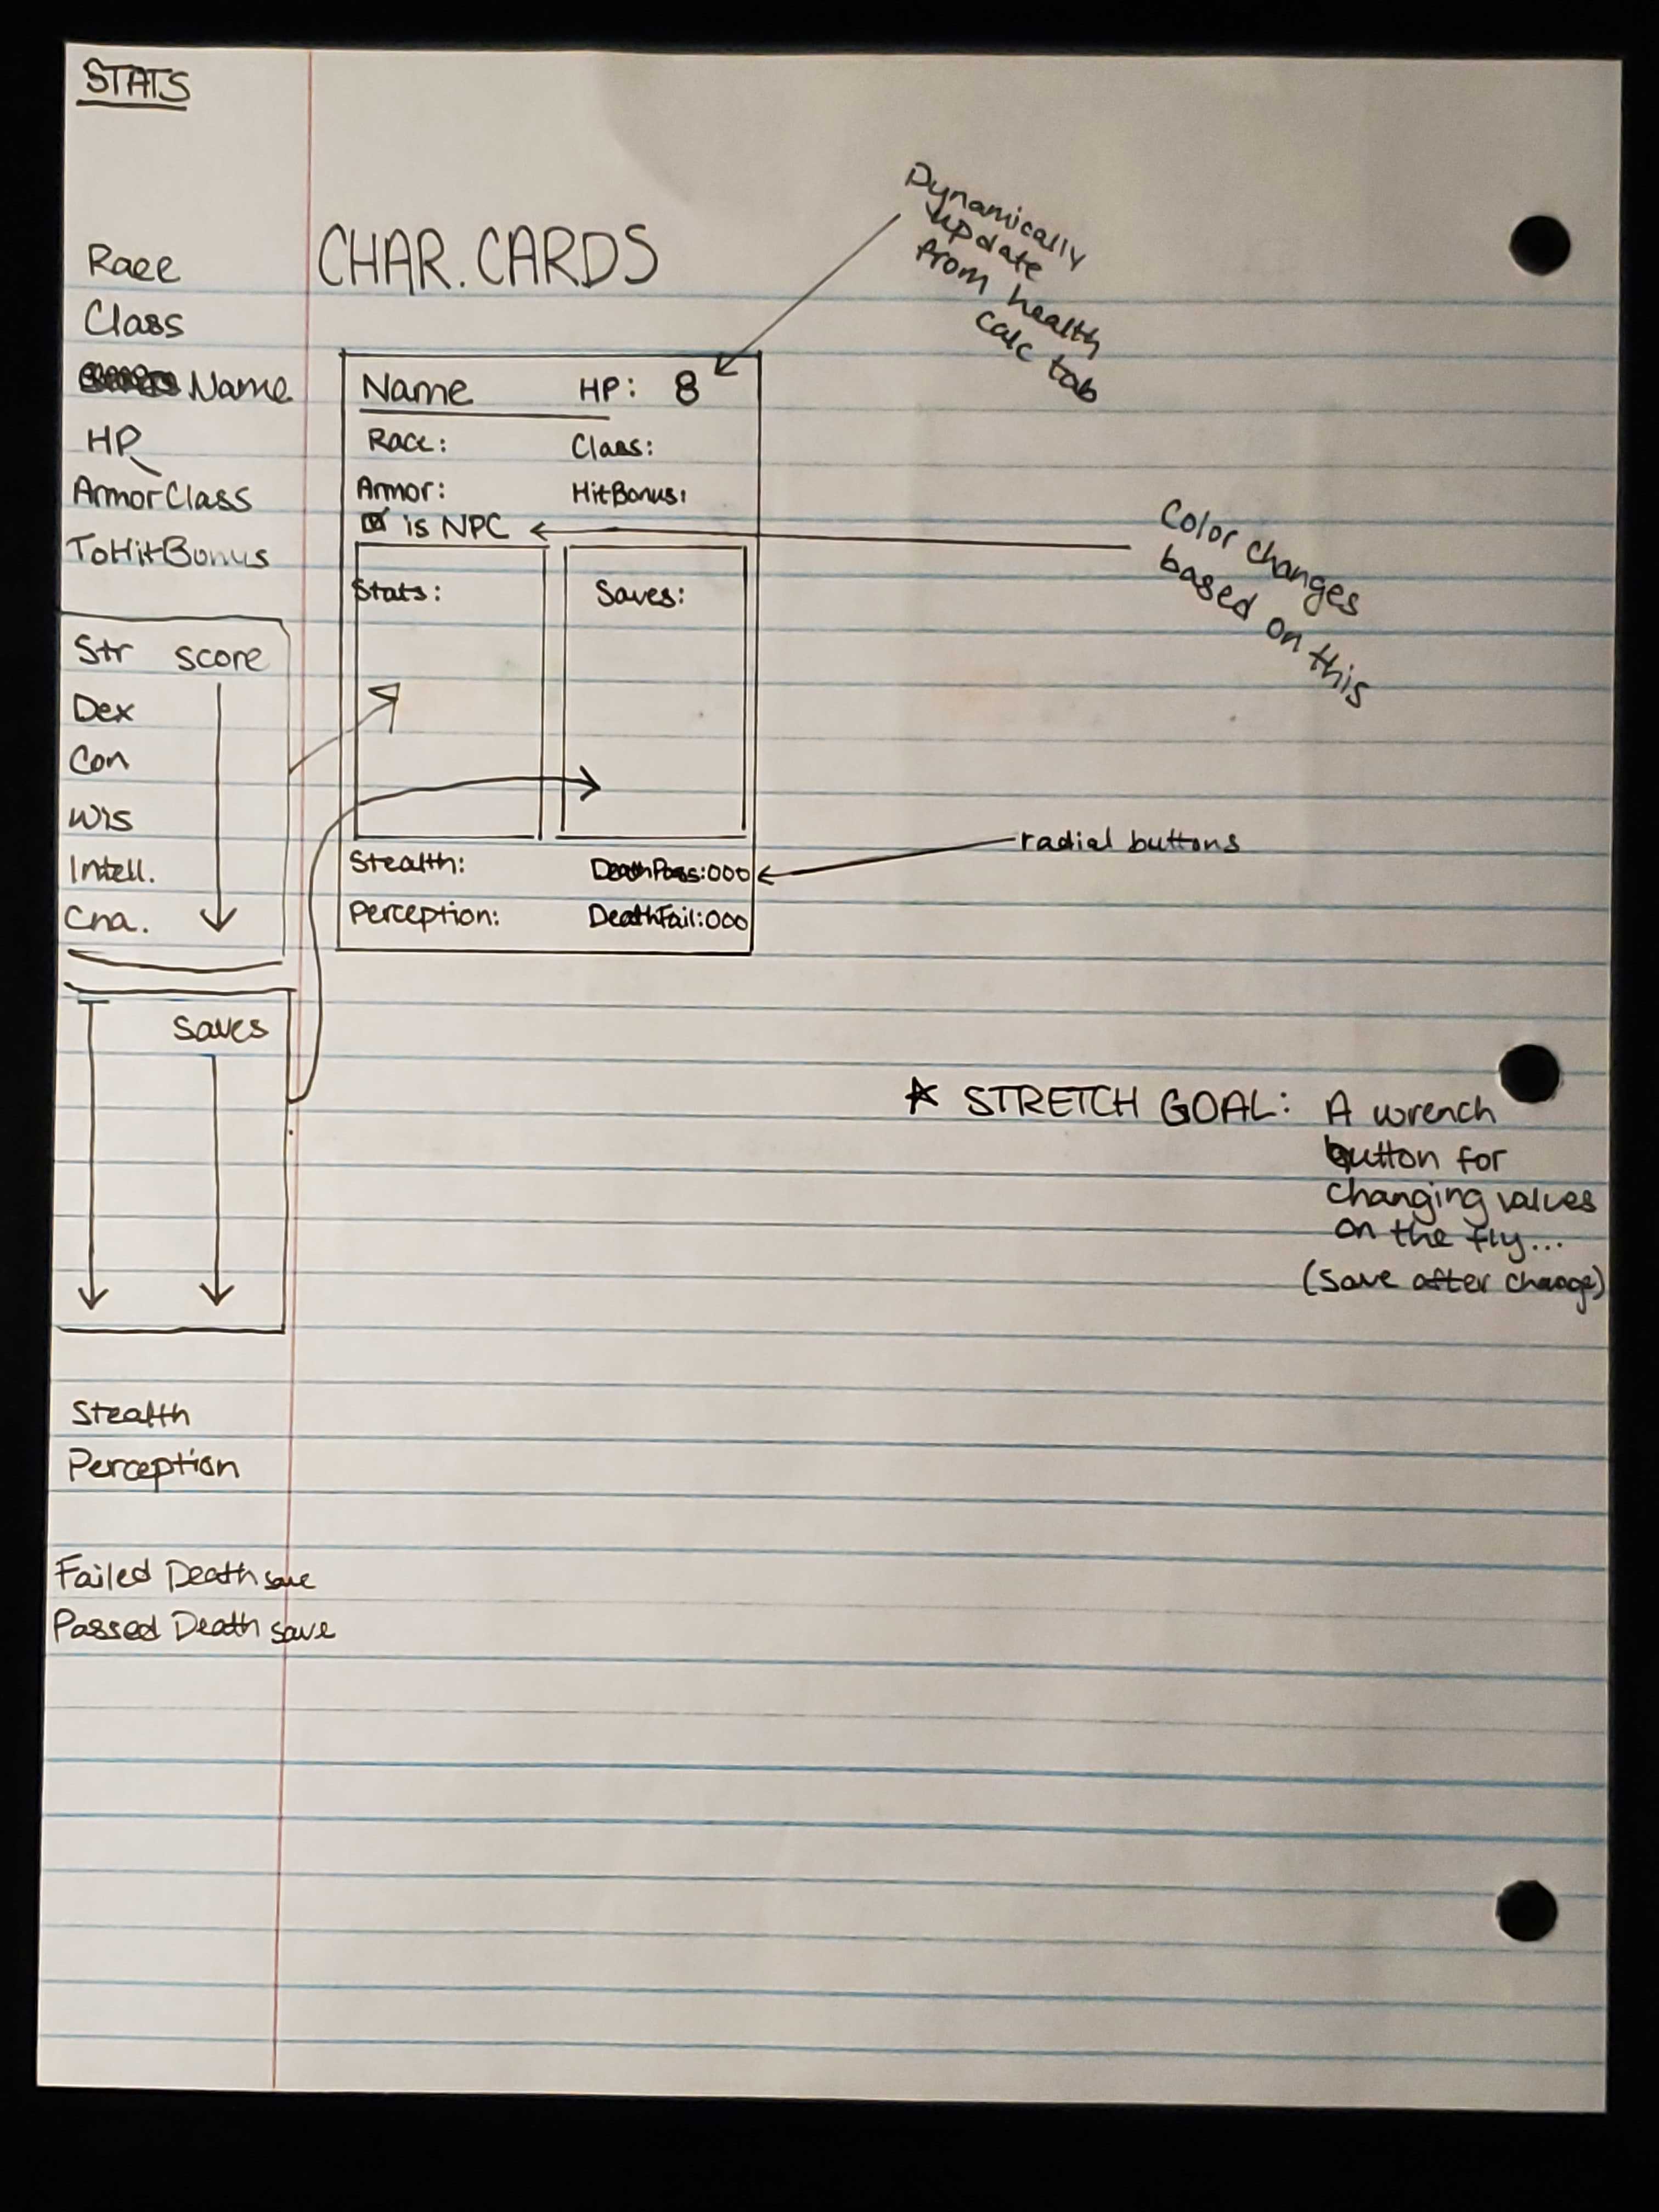 STATS
Race
Class
Name
HP
ArmorClass
ToHitBonus
Str score
Dex
Con
Wis
Intell.
Cha.
Saves
Stealth
Perception
Failed Death save
Passed Death save
CHAR. CARDS
Name HP: 8
Race: Class:
Armor: HitBonus:
is NPC
Stats: Saves:
Stealth: DeathPass:000
Perception: DeathFail:000
Dynamically
update
from health
calc tab
Color changes
based on this
radial buttons
STRETCH GOAL: A wrench
button for
changing values
on the fly...
(save after change)